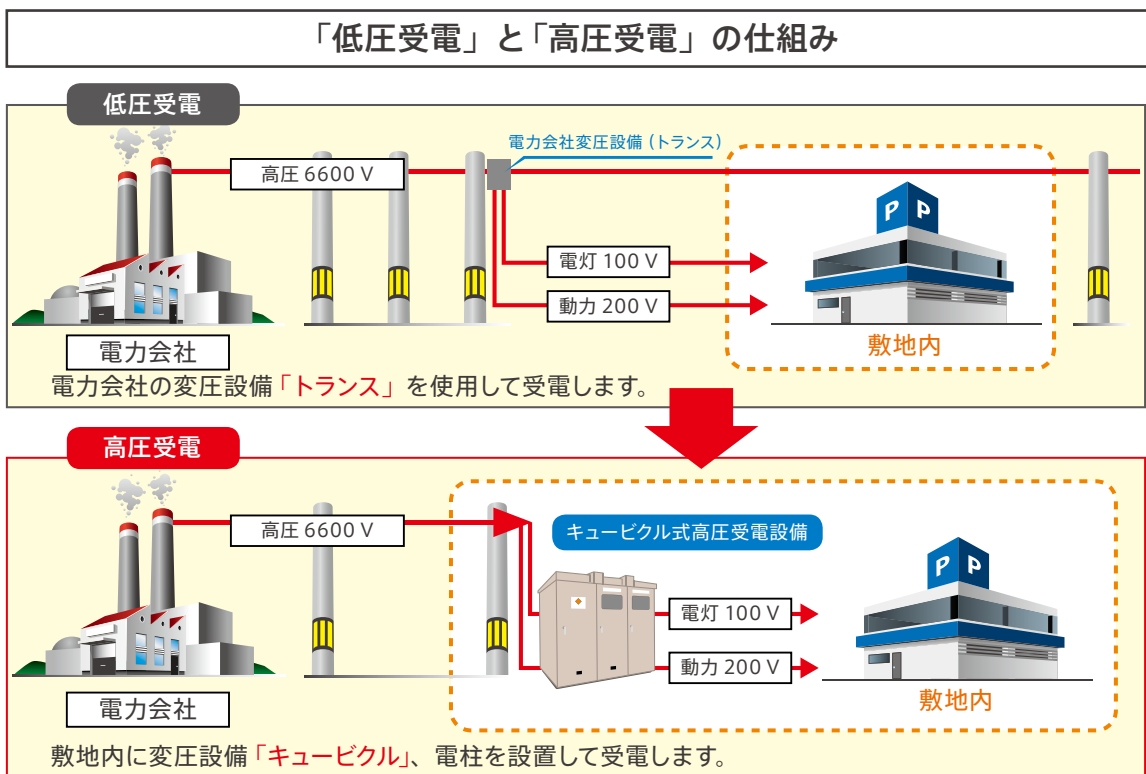 「低圧受電」と「高圧受電」の仕組み
低圧受電
電力会社変圧設備（トランス）
高圧 6600 V
P P
電灯 100 V
動力 200 V
電力会社
敷地内
電力会社の変圧設備「トランス」を使用して受電します。
高圧受電
高圧 6600 V
キュービクル式高圧受電設備
P P
電灯 100 V
動力 200 V
電力会社
敷地内
敷地内に変圧設備「キュービクル」、電柱を設置して受電します。